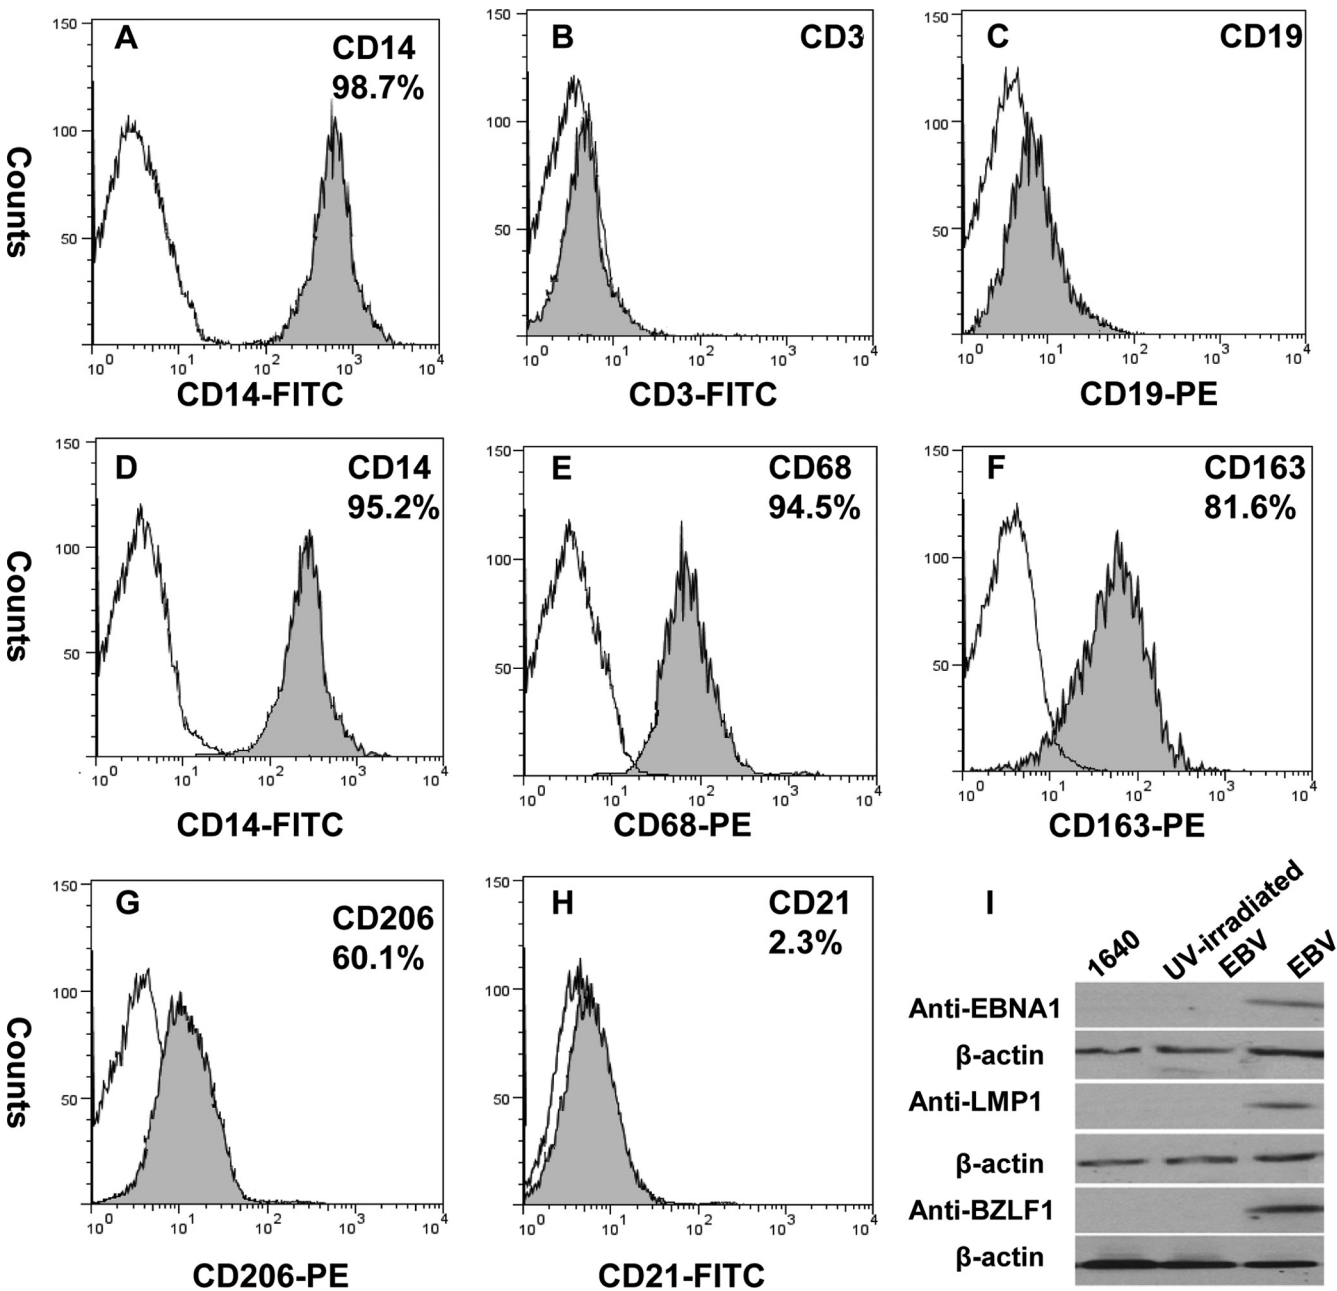 A
CD14
98.7%
150
100
50
Counts
10^0 10^1 10^2 10^3 10^4
CD14-FITC
B
CD3
150
100
50
10^0 10^1 10^2 10^3 10^4
CD3-FITC
C
CD19
150
100
50
10^0 10^1 10^2 10^3 10^4
CD19-PE
D
CD14
95.2%
150
100
50
Counts
10^0 10^1 10^2 10^3 10^4
CD14-FITC
E
CD68
94.5%
150
100
50
10^0 10^1 10^2 10^3 10^4
CD68-PE
F
CD163
81.6%
150
100
50
10^0 10^1 10^2 10^3 10^4
CD163-PE
G
CD206
60.1%
150
100
50
Counts
10^0 10^1 10^2 10^3 10^4
CD206-PE
H
CD21
2.3%
150
100
50
10^0 10^1 10^2 10^3 10^4
CD21-FITC
I
1640
UV-irradiated
EBV
EBV
Anti-EBNA1
β-actin
Anti-LMP1
β-actin
Anti-BZLF1
β-actin